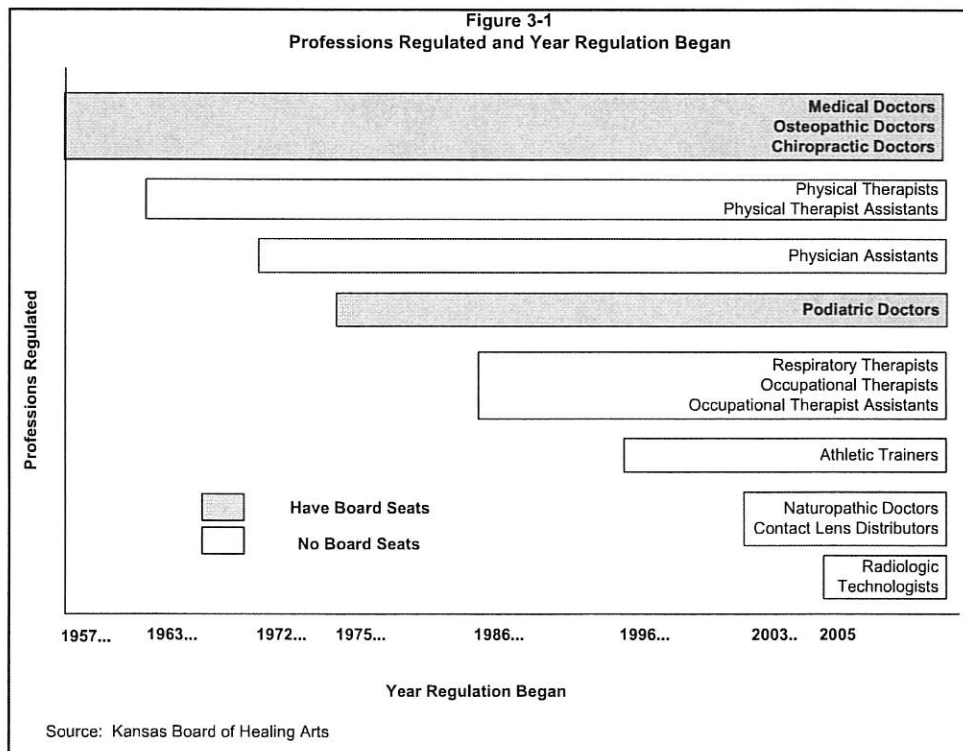 Figure 3-1
Professions Regulated and Year Regulation Began
Medical Doctors
Osteopathic Doctors
Chiropractic Doctors
Physical Therapists
Physical Therapist Assistants
Physician Assistants
Podiatric Doctors
Respiratory Therapists
Occupational Therapists
Occupational Therapist Assistants
Athletic Trainers
Naturopathic Doctors
Contact Lens Distributors
Radiologic
Technologists
Professions Regulated
Have Board Seats
No Board Seats
1957... 1963... 1972... 1975... 1986... 1996... 2003.. 2005
Year Regulation Began
Source: Kansas Board of Healing Arts